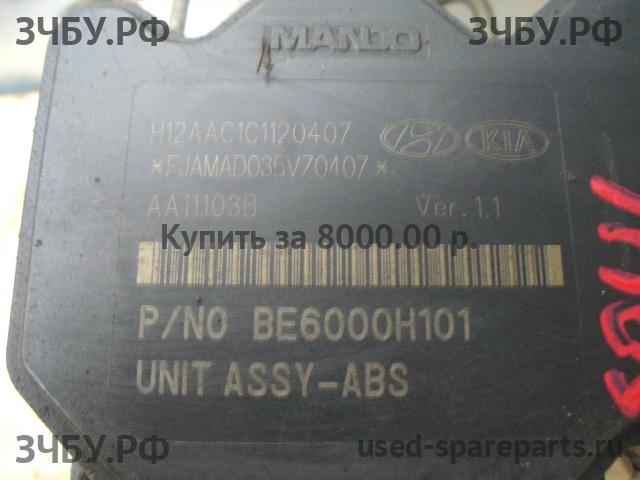 ЗЧБУ.РФ
ЗЧБУ.РФ
MANDO
H12AAC1C1120407
KIA
*FJAMAD035VZ0407*
AA11103B Ver. 1.1
Купить за 8000.00 р.
P/NO BE6000H101
UNIT ASSY-ABS
ЗЧБУ.РФ
used-spareparts.ru